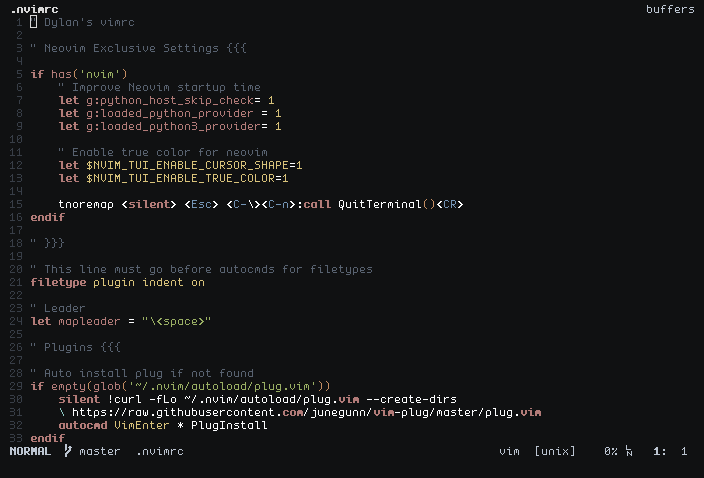 .nvimrc buffers
1 " Dylan's vimrc
2
3 " Neovim Exclusive Settings {{{
4
5 if has('nvim')
6     " Improve Neovim startup time
7     let g:python_host_skip_check= 1
8     let g:loaded_python_provider = 1
9     let g:loaded_python3_provider= 1
10
11     " Enable true color for neovim
12     let $NVIM_TUI_ENABLE_CURSOR_SHAPE=1
13     let $NVIM_TUI_ENABLE_TRUE_COLOR=1
14
15     tnoremap <silent> <Esc> <C-\><C-n>:call QuitTerminal()<CR>
16 endif
17
18 " }}}
19
20 " This line must go before autocmds for filetypes
21 filetype plugin indent on
22
23 " Leader
24 let mapleader = "\<space>"
25
26 " Plugins {{{
27
28 " Auto install plug if not found
29 if empty(glob('~/.nvim/autoload/plug.vim'))
30     silent !curl -fLo ~/.nvim/autoload/plug.vim --create-dirs
31     \ https://raw.githubusercontent.com/junegunn/vim-plug/master/plug.vim
32     autocmd VimEnter * PlugInstall
33 endif
NORMAL master .nvimrc vim [unix] 0% LN 1: 1